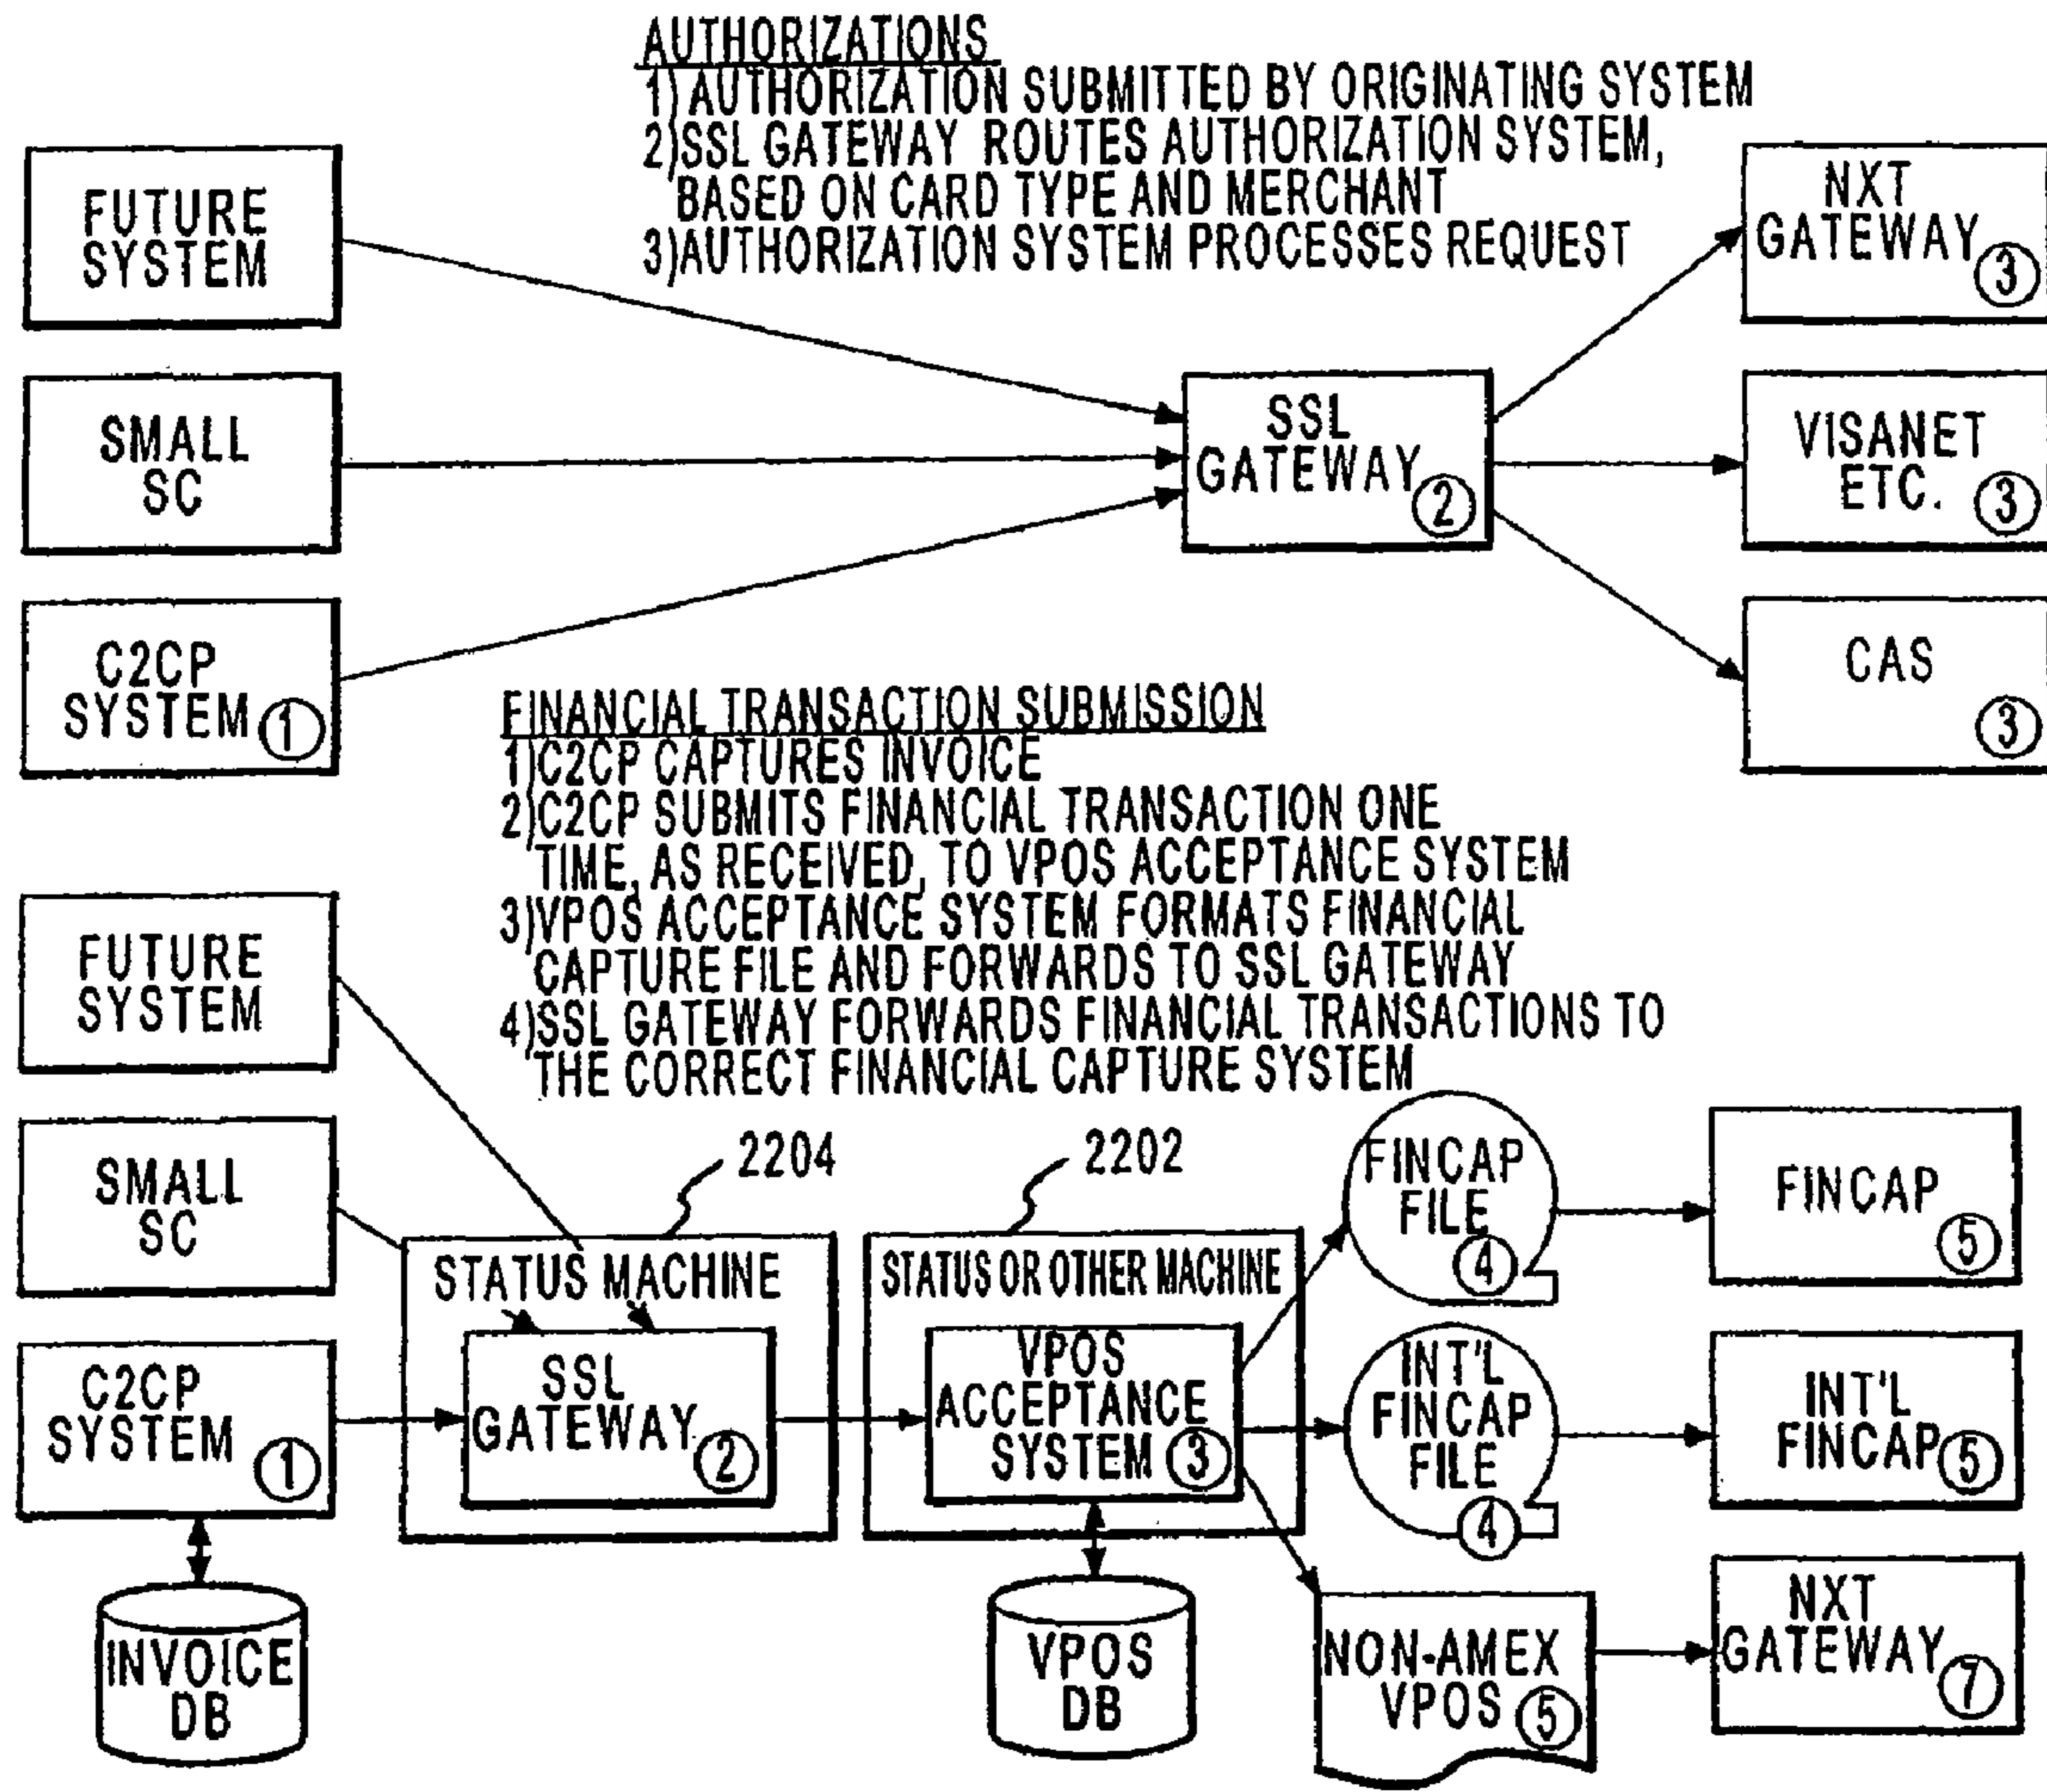 AUTHORIZATIONS
1) AUTHORIZATION SUBMITTED BY ORIGINATING SYSTEM
2)SSL GATEWAY ROUTES AUTHORIZATION SYSTEM,
BASED ON CARD TYPE AND MERCHANT
3)AUTHORIZATION SYSTEM PROCESSES REQUEST
FUTURE
SYSTEM
SMALL
SC
C2CP
SYSTEM 1
SSL
GATEWAY 2
NXT
GATEWAY 3
VISANET
ETC. 3
CAS
3
FINANCIAL TRANSACTION SUBMISSION
1)C2CP CAPTURES INVOICE
2)C2CP SUBMITS FINANCIAL TRANSACTION ONE
TIME, AS RECEIVED, TO VPOS ACCEPTANCE SYSTEM
3)VPOS ACCEPTANCE SYSTEM FORMATS FINANCIAL
CAPTURE FILE AND FORWARDS TO SSL GATEWAY
4)SSL GATEWAY FORWARDS FINANCIAL TRANSACTIONS TO
THE CORRECT FINANCIAL CAPTURE SYSTEM
FUTURE
SYSTEM
SMALL
SC
C2CP
SYSTEM 1
INVOICE
DB
2204
STATUS MACHINE
SSL
GATEWAY 2
2202
STATUS OR OTHER MACHINE
VPOS
ACCEPTANCE
SYSTEM 3
VPOS
DB
FINCAP
FILE
4
INT'L
FINCAP
FILE
4
NON-AMEX
VPOS 5
FINCAP
5
INT'L
FINCAP 5
NXT
GATEWAY 7